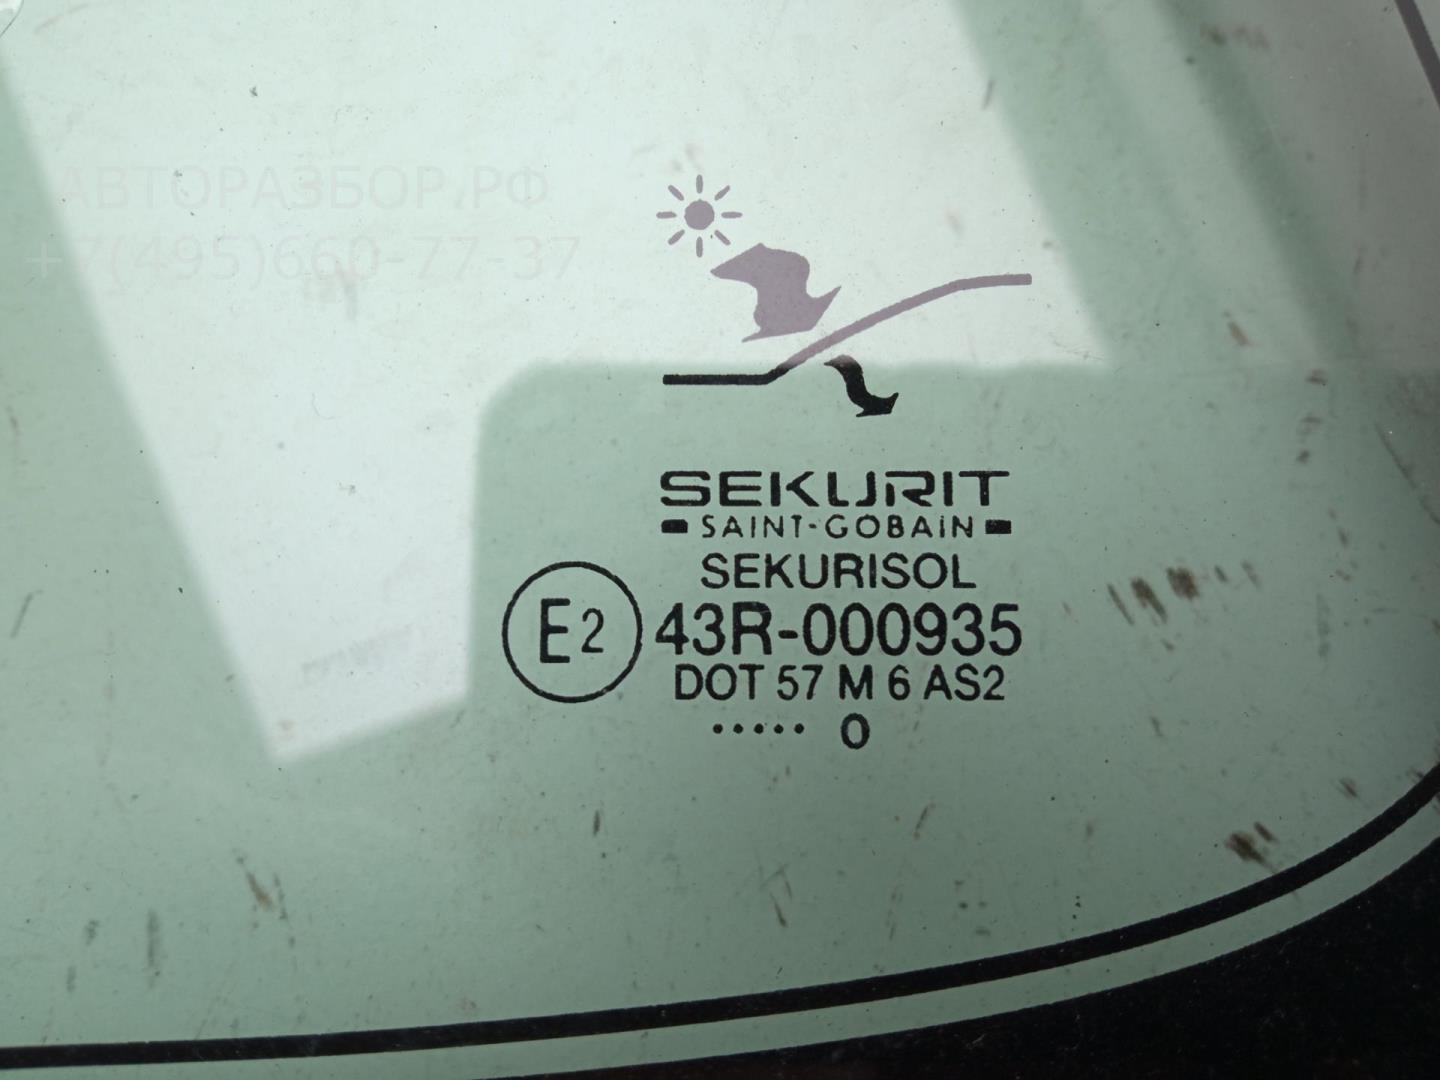 АВТОРАЗБОР.РФ
+7(495)660-77-37
SEKURIT
SAINT-GOBAIN
SEKURISOL
E2 43R-000935
DOT 57 M 6 AS2
..... 0